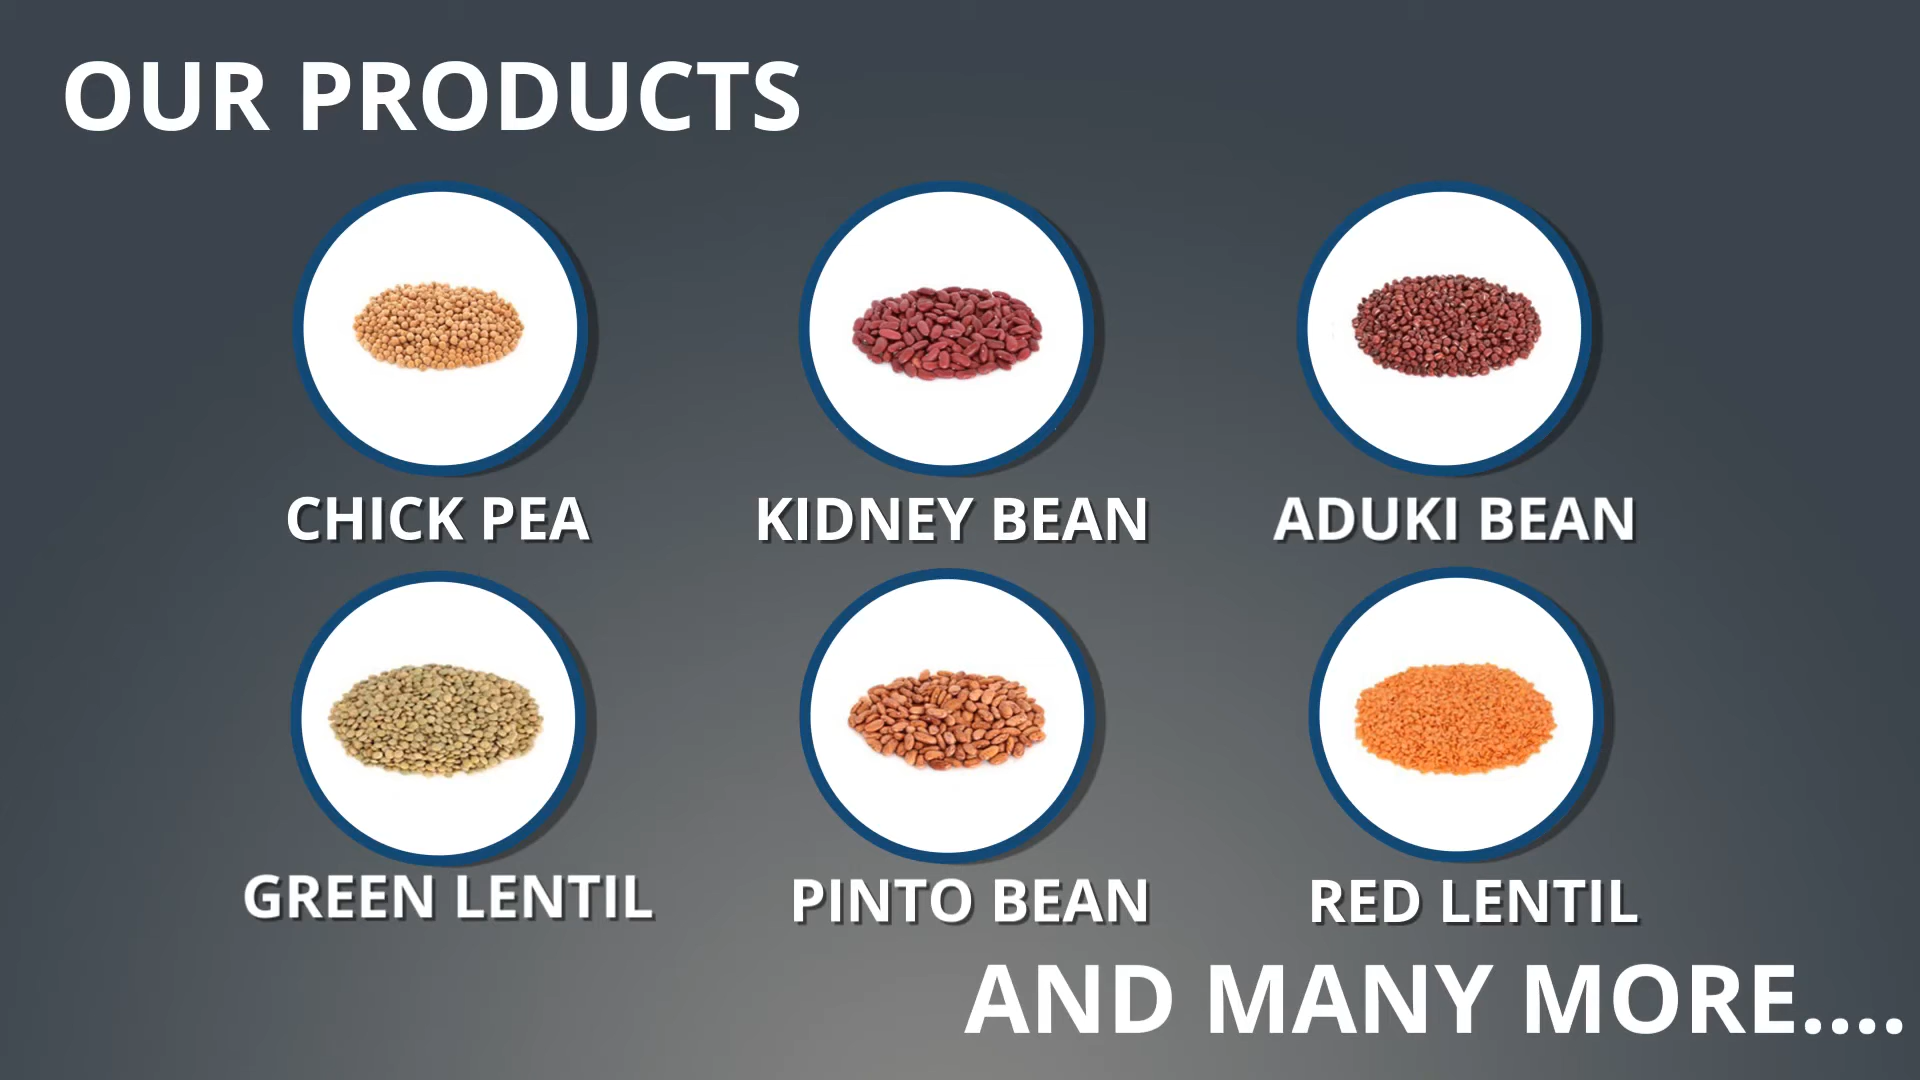 OUR PRODUCTS
CHICK PEA
KIDNEY BEAN
ADUKI BEAN
GREEN LENTIL
PINTO BEAN
RED LENTIL
AND MANY MORE....